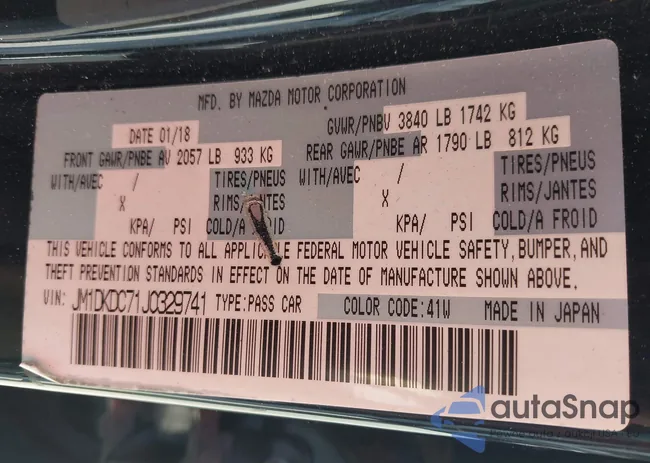 MFD. BY MAZDA MOTOR CORPORATION
DATE 01/18
GVWR/PNBV 3840 LB 1742 KG
FRONT GAWR/PNBE AV 2057 LB 933 KG
REAR GAWR/PNBE AR 1790 LB 812 KG
WITH/AVEC / TIRES/PNEUS WITH/AVEC / TIRES/PNEUS
X RIMS/JANTES X RIMS/JANTES
KPA/ PSI COLD/A FROID KPA/ PSI COLD/A FROID
THIS VEHICLE CONFORMS TO ALL APPLICABLE FEDERAL MOTOR VEHICLE SAFETY, BUMPER, AND
THEFT PREVENTION STANDARDS IN EFFECT ON THE DATE OF MANUFACTURE SHOWN ABOVE.
VIN: JM1DKDC71J0329741 TYPE:PASS CAR COLOR CODE:41W MADE IN JAPAN
autoSnap